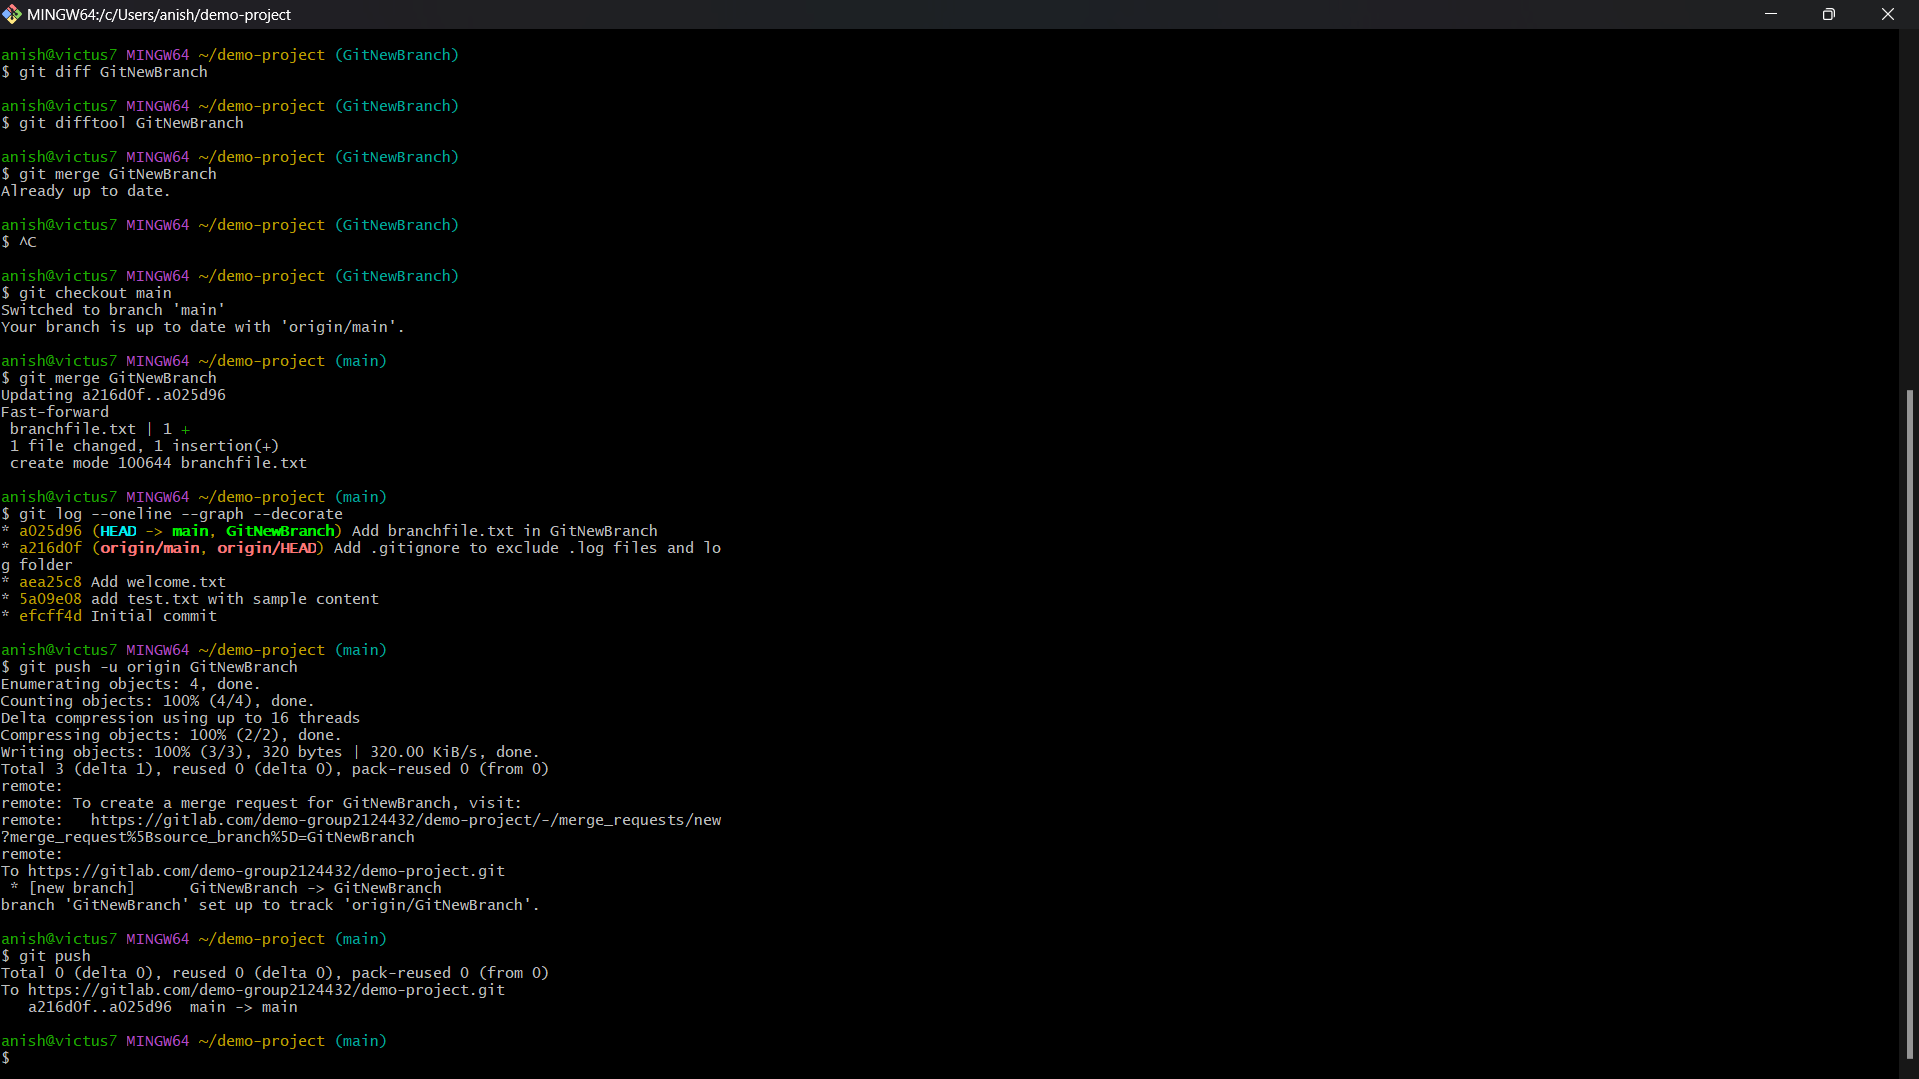 MINGW64:/c/Users/anish/demo-project
anish@victus7 MINGW64 ~/demo-project (GitNewBranch)
$ git diff GitNewBranch
anish@victus7 MINGW64 ~/demo-project (GitNewBranch)
$ git difftool GitNewBranch
anish@victus7 MINGW64 ~/demo-project (GitNewBranch)
$ git merge GitNewBranch
Already up to date.
anish@victus7 MINGW64 ~/demo-project (GitNewBranch)
$ ^C
anish@victus7 MINGW64 ~/demo-project (GitNewBranch)
$ git checkout main
Switched to branch 'main'
Your branch is up to date with 'origin/main'.
anish@victus7 MINGW64 ~/demo-project (main)
$ git merge GitNewBranch
Updating a216d0f..a025d96
Fast-forward
 branchfile.txt | 1 +
 1 file changed, 1 insertion(+)
 create mode 100644 branchfile.txt
anish@victus7 MINGW64 ~/demo-project (main)
$ git log --oneline --graph --decorate
* a025d96 (HEAD -> main, GitNewBranch) Add branchfile.txt in GitNewBranch
* a216d0f (origin/main, origin/HEAD) Add .gitignore to exclude .log files and lo
g folder
* aea25c8 Add welcome.txt
* 5a09e08 add test.txt with sample content
* efcff4d Initial commit
anish@victus7 MINGW64 ~/demo-project (main)
$ git push -u origin GitNewBranch
Enumerating objects: 4, done.
Counting objects: 100% (4/4), done.
Delta compression using up to 16 threads
Compressing objects: 100% (2/2), done.
Writing objects: 100% (3/3), 320 bytes | 320.00 KiB/s, done.
Total 3 (delta 1), reused 0 (delta 0), pack-reused 0 (from 0)
remote:
remote: To create a merge request for GitNewBranch, visit:
remote:   https://gitlab.com/demo-group2124432/demo-project/-/merge_requests/new
?merge_request%5Bsource_branch%5D=GitNewBranch
remote:
To https://gitlab.com/demo-group2124432/demo-project.git
 * [new branch]      GitNewBranch -> GitNewBranch
branch 'GitNewBranch' set up to track 'origin/GitNewBranch'.
anish@victus7 MINGW64 ~/demo-project (main)
$ git push
Total 0 (delta 0), reused 0 (delta 0), pack-reused 0 (from 0)
To https://gitlab.com/demo-group2124432/demo-project.git
   a216d0f..a025d96  main -> main
anish@victus7 MINGW64 ~/demo-project (main)
$